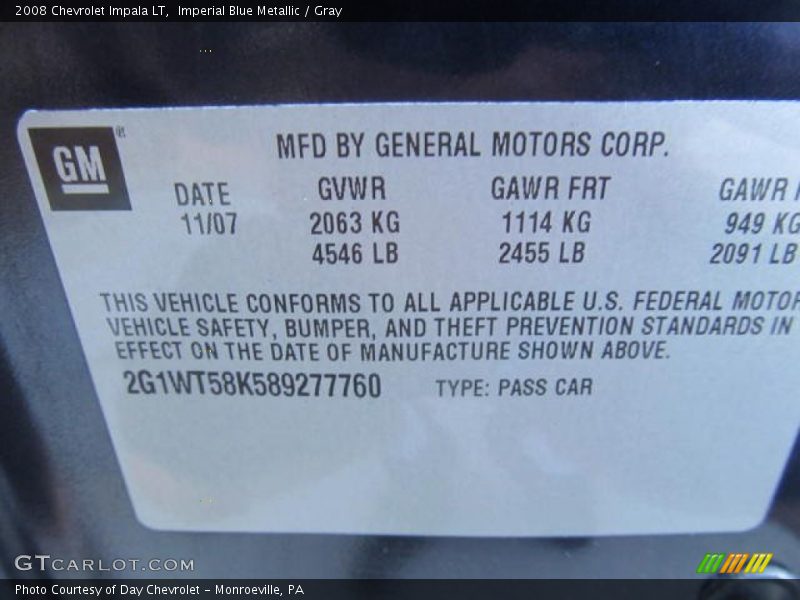 2008 Chevrolet Impala LT,  Imperial Blue Metallic / Gray
GM®
MFD BY GENERAL MOTORS CORP.
DATE GVWR GAWR FRT GAWR
11/07 2063 KG 1114 KG 949 KG
4546 LB 2455 LB 2091 LB
THIS VEHICLE CONFORMS TO ALL APPLICABLE U.S. FEDERAL MOTOR
VEHICLE SAFETY, BUMPER, AND THEFT PREVENTION STANDARDS IN
EFFECT ON THE DATE OF MANUFACTURE SHOWN ABOVE.
2G1WT58K589277760 TYPE: PASS CAR
GTCARLOT.COM
Photo Courtesy of Day Chevrolet - Monroeville, PA